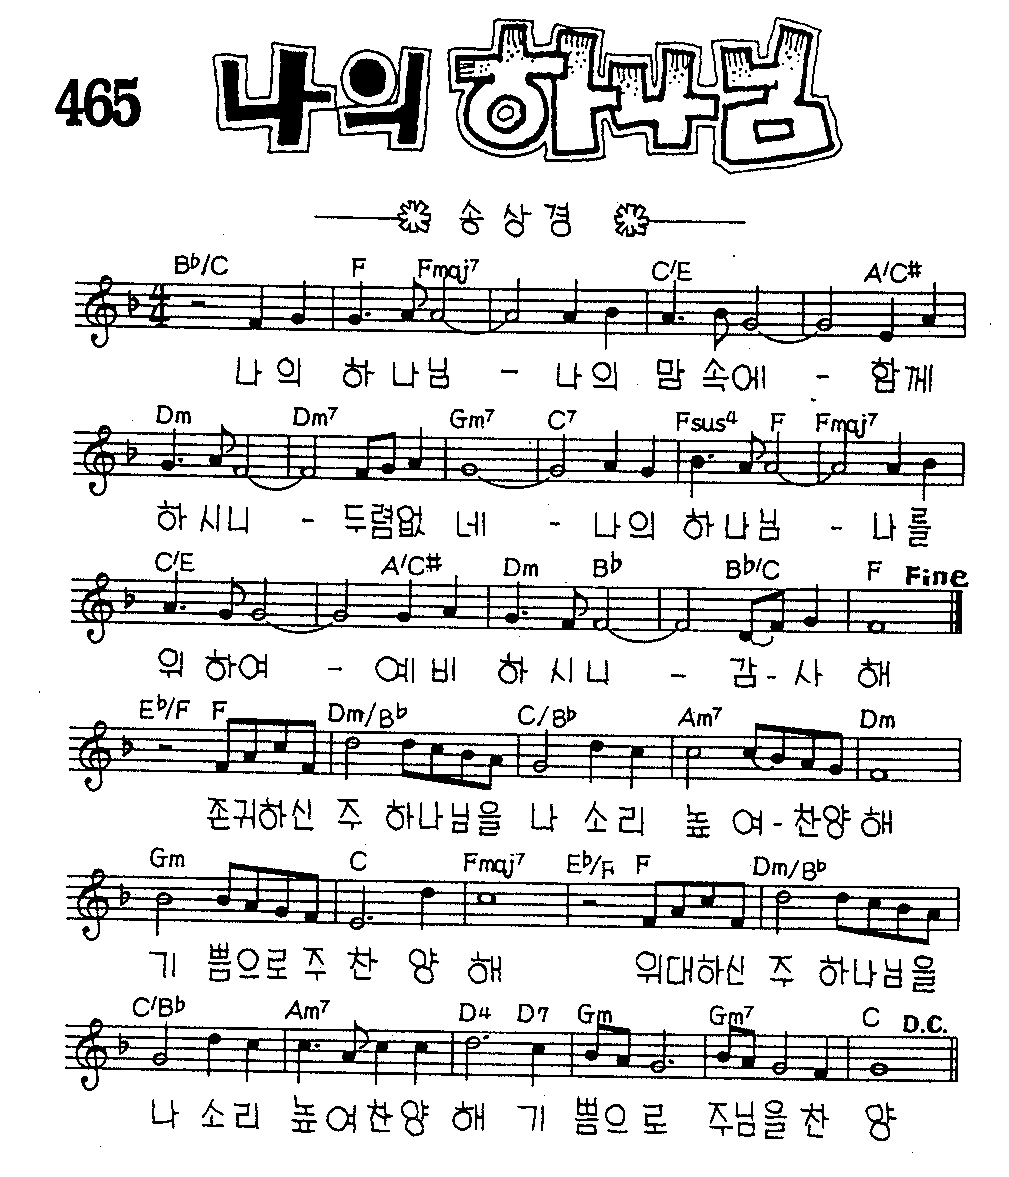 465
나의 하나님
송상경
B♭/C F Fmaj7 C/E A/C#
나의 하나님 - 나의 맘 속에 - 함께
Dm Dm7 Gm7 C7 Fsus4 F Fmaj7
하시니 - 두렴없 네 - 나의 하나님 - 나를
C/E A/C# Dm B♭ B♭/C F Fine
위하여 - 예비 하시니 - 감-사 해
E♭/F F Dm/B♭ C/B♭ Am7 Dm
존귀하신 주 하나님을 나 소리 높 여-찬양해
Gm C Fmaj7 E♭/F F Dm/B♭
기 쁨으로주 찬 양 해 위대하신 주 하나님을
C/B♭ Am7 D4 D7 Gm Gm7 C D.C.
나 소리 높여찬양 해 기 쁨으로 주님을찬 양